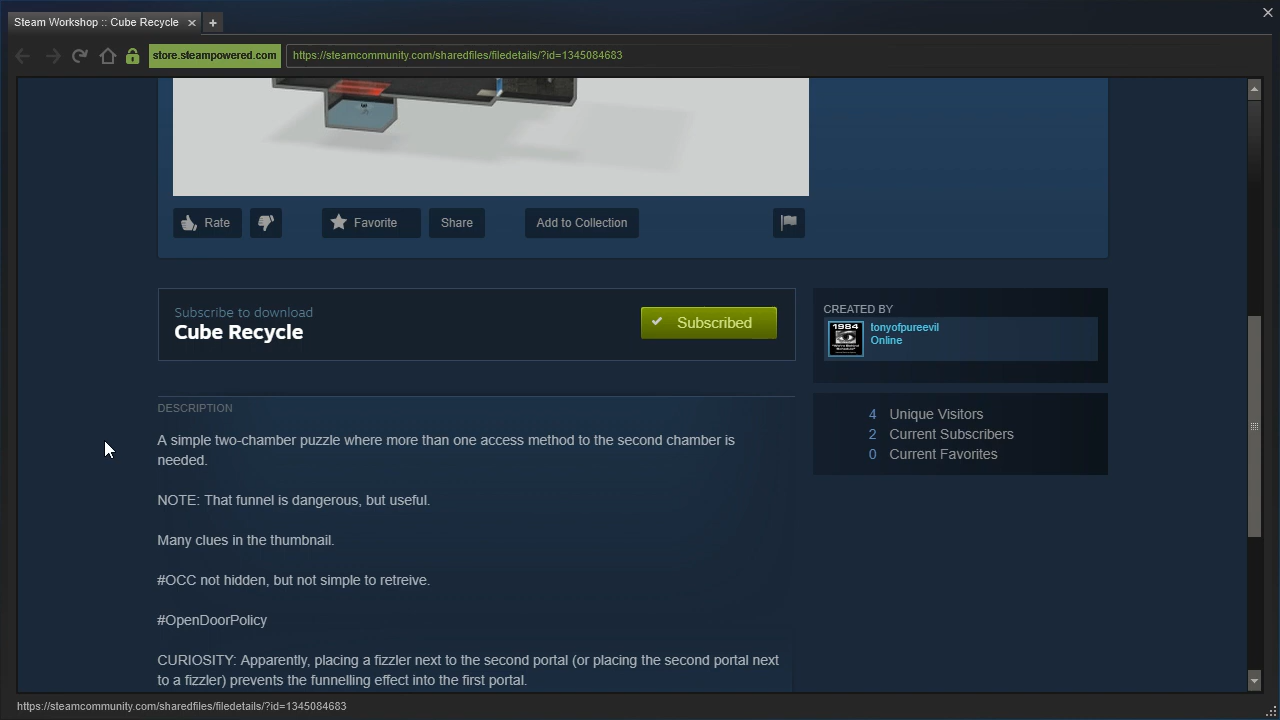 Steam Workshop :: Cube Recycle
store.steampowered.com
https://steamcommunity.com/sharedfiles/filedetails/?id=1345084683
Rate
Favorite
Share
Add to Collection
Subscribe to download
Cube Recycle
Subscribed
CREATED BY
1984
tonyofpureevil
Online
4 Unique Visitors
2 Current Subscribers
0 Current Favorites
DESCRIPTION
A simple two-chamber puzzle where more than one access method to the second chamber is
needed.
NOTE: That funnel is dangerous, but useful.
Many clues in the thumbnail.
#OCC not hidden, but not simple to retreive.
#OpenDoorPolicy
CURIOSITY: Apparently, placing a fizzler next to the second portal (or placing the second portal next
to a fizzler) prevents the funnelling effect into the first portal.
https://steamcommunity.com/sharedfiles/filedetails/?id=1345084683